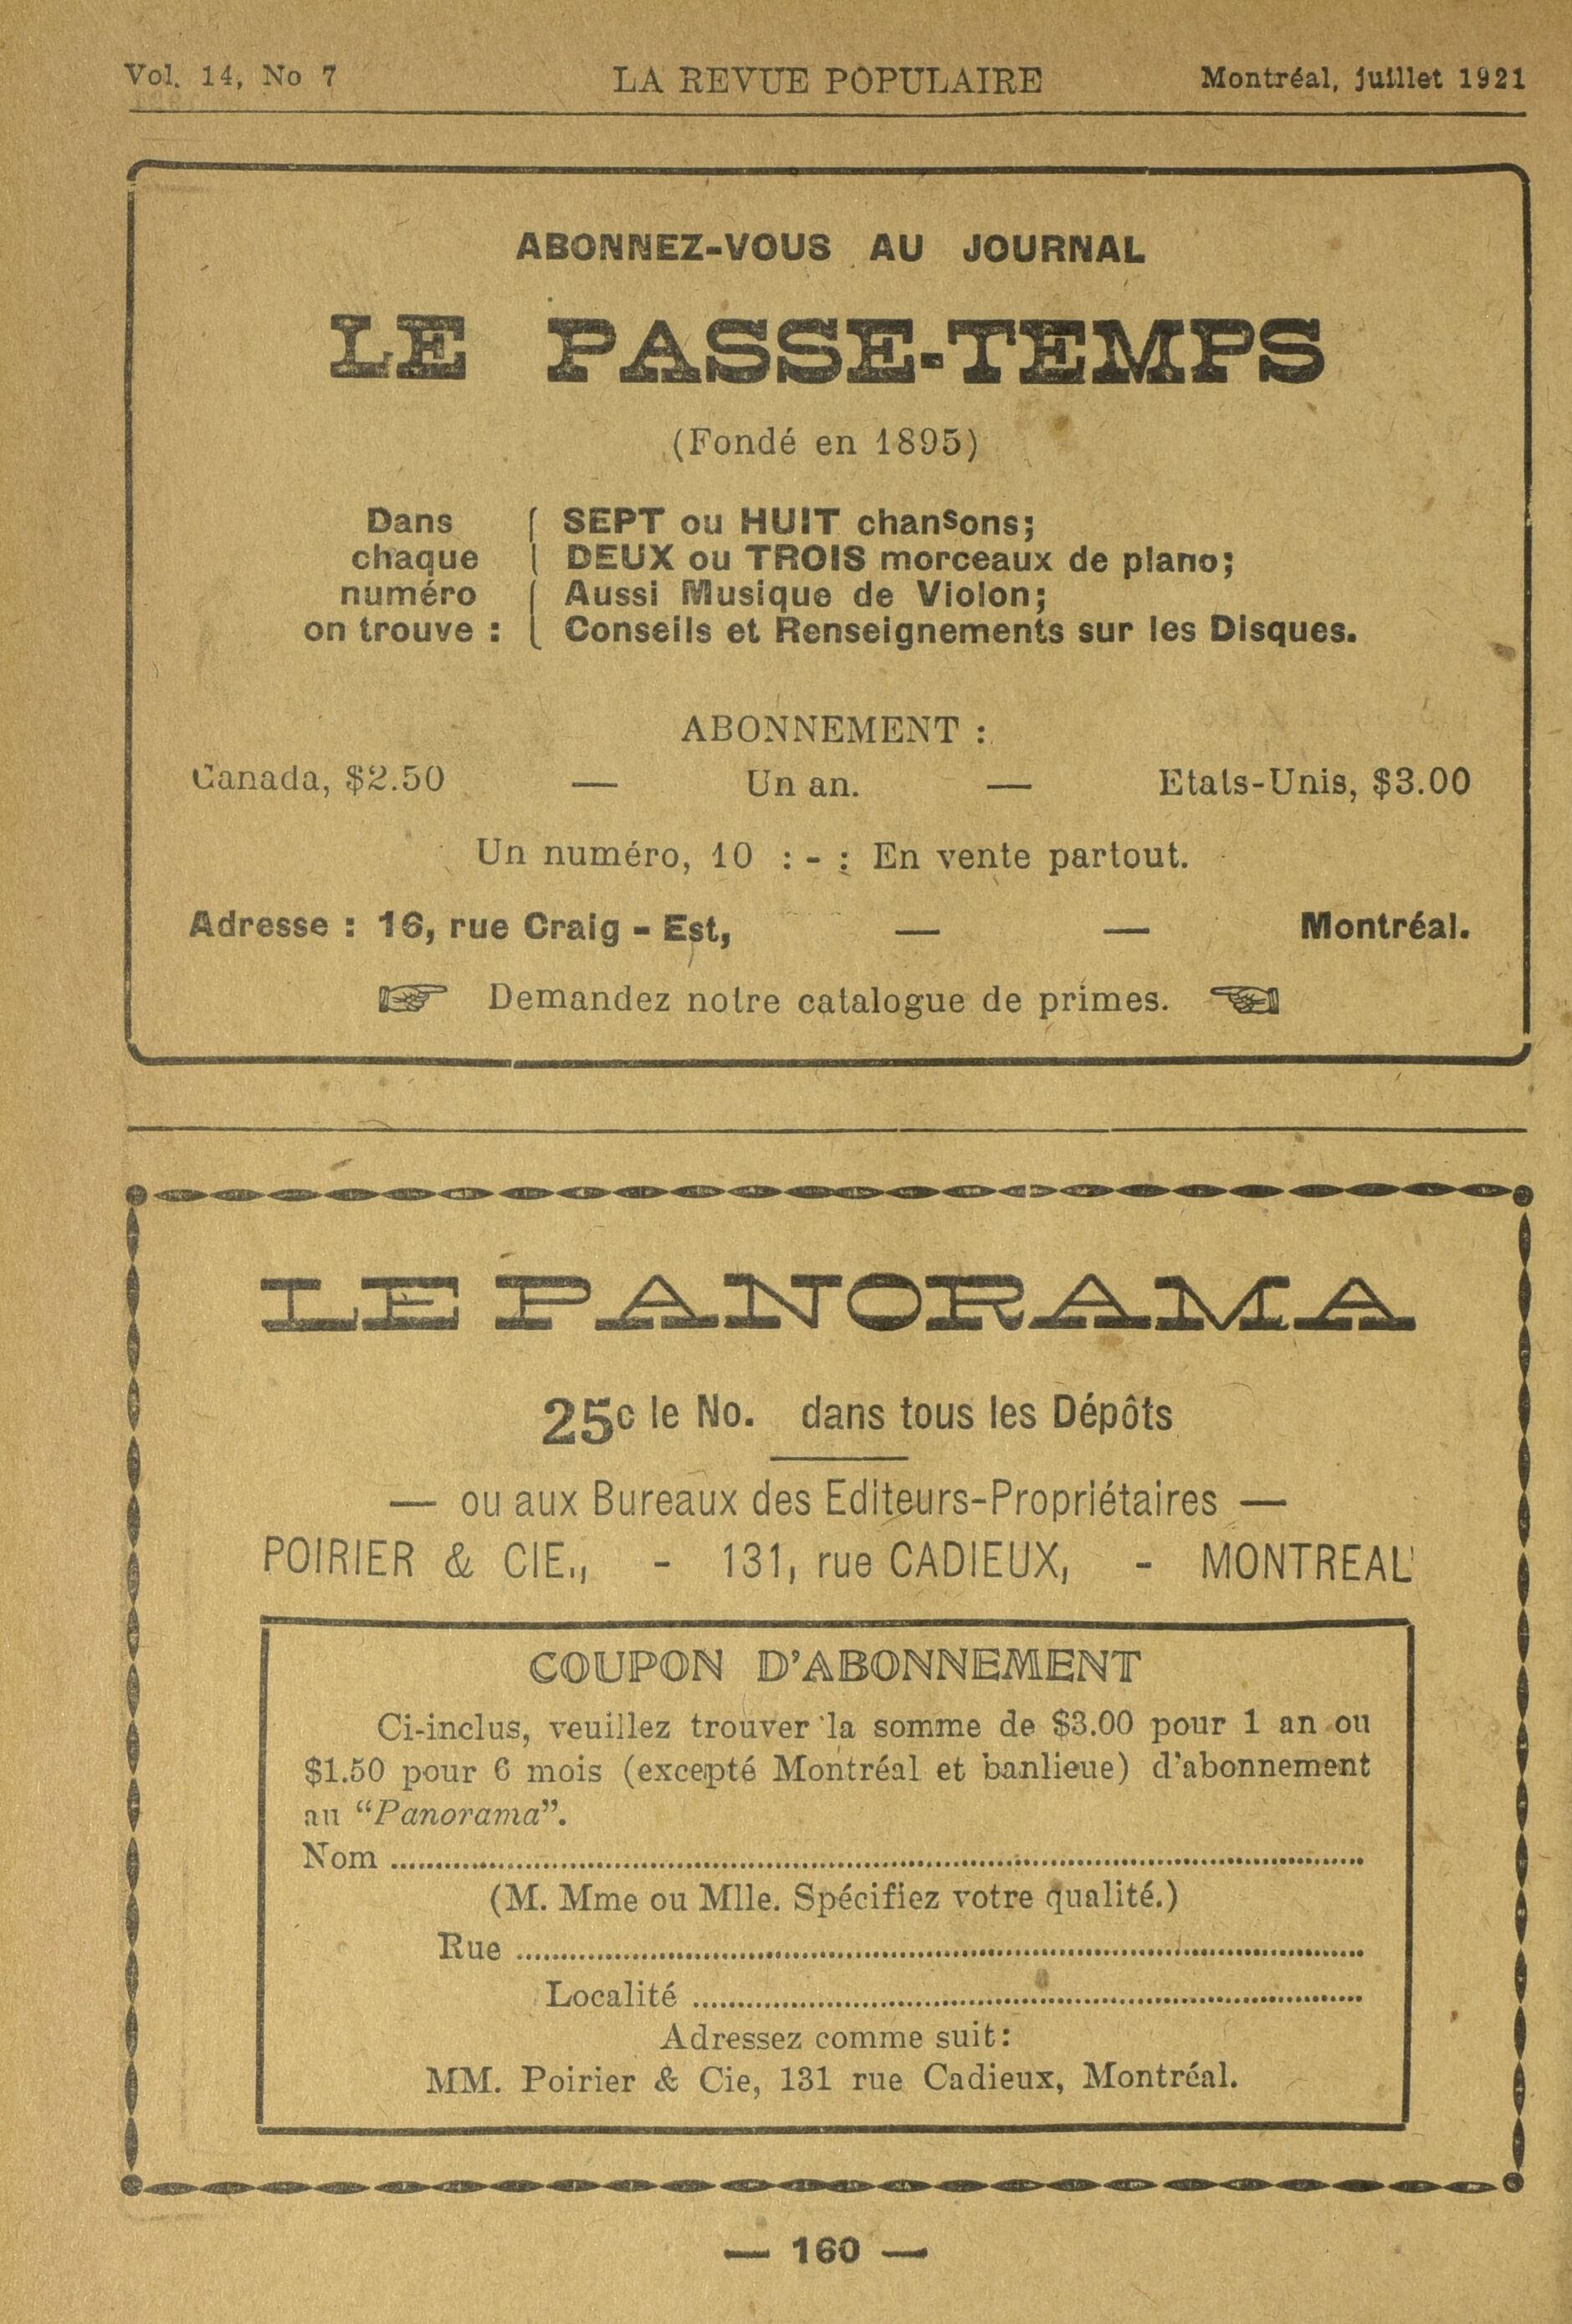 Vol. 14, No 7 LA REVUE POPULAIRE Montréal, juillet 1921
ABONNEZ-VOUS AU JOURNAL
LE PASSE-TEMPS
(Fondé en 1895)
Dans SEPT ou HUIT chansons;
chaque DEUX ou TROIS morceaux de piano;
numéro Aussi Musique de Violon;
on trouve : Conseils et Renseignements sur les Disques.
ABONNEMENT :
Canada, $2.50 — Un an. — Etats-Unis, $3.00
Un numéro, 10 : - : En vente partout.
Adresse : 16, rue Craig - Est, — — Montréal.
☞ Demandez notre catalogue de primes. ☜
LE PANORAMA
25c le No. dans tous les Dépôts
— ou aux Bureaux des Editeurs-Propriétaires —
POIRIER & CIE., - 131, rue CADIEUX, - MONTREAL
COUPON D'ABONNEMENT
Ci-inclus, veuillez trouver la somme de $3.00 pour 1 an ou
$1.50 pour 6 mois (excepté Montréal et banlieue) d'abonnement
au "Panorama".
Nom ................................................
(M. Mme ou Mlle. Spécifiez votre qualité.)
Rue ................................................
Localité ................................................
Adressez comme suit:
MM. Poirier & Cie, 131 rue Cadieux, Montréal.
— 160 —